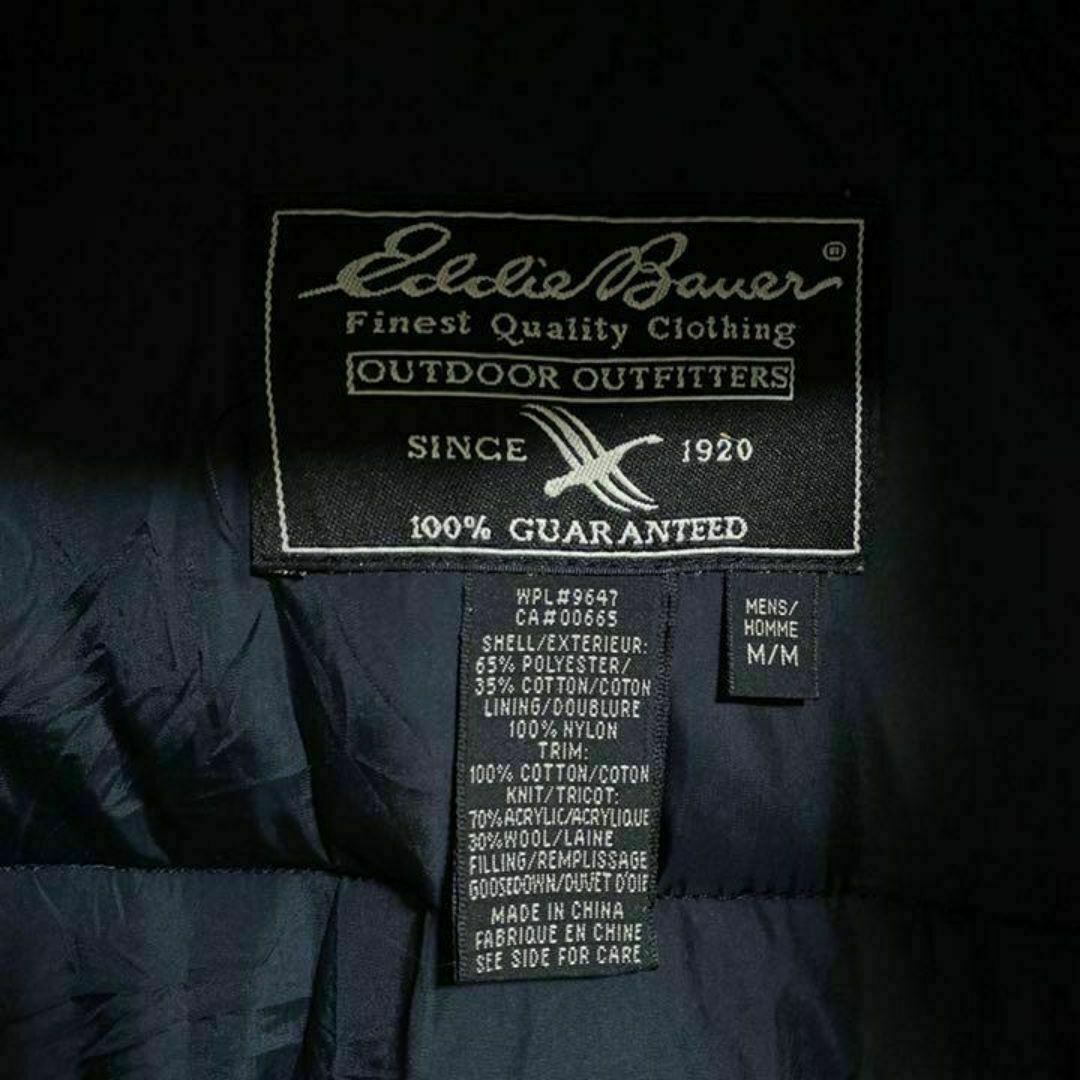 Eddie Bauer®
Finest Quality Clothing
OUTDOOR OUTFITTERS
SINCE 1920
100% GUARANTEED
WPL#9647
CA#00665
SHELL/EXTERIEUR:
65% POLYESTER/
35% COTTON/COTON
LINING/DOUBLURE
100% NYLON
TRIM:
100% COTTON/COTON
KNIT/TRICOT:
70%ACRYLIC/ACRYLIQUE
30%WOOL/LAINE
FILLING/REMPLISSAGE
GOOSEDOWN/DUVET D'OIE
MADE IN CHINA
FABRIQUE EN CHINE
SEE SIDE FOR CARE
MENS/
HOMME
M/M